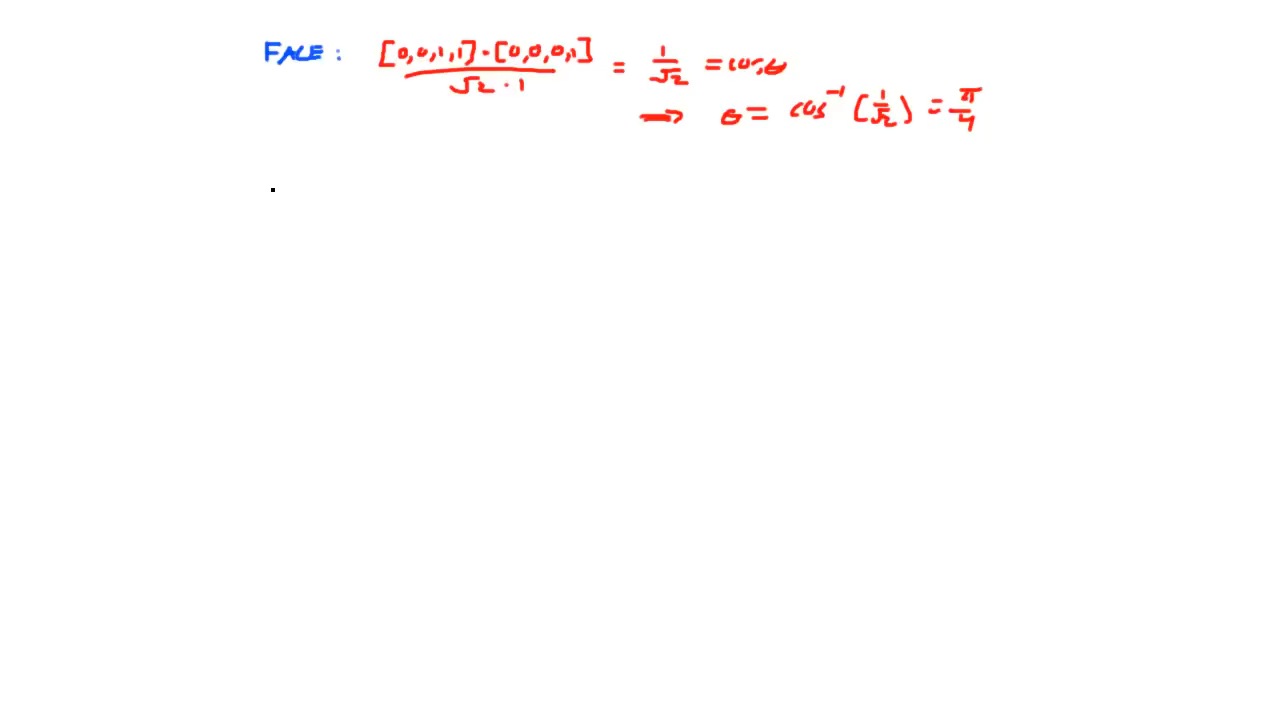 FACE: [0,0,1,1]·[0,0,0,1] / √2 · 1 = 1/√2 = cos θ
⟹ θ = cos⁻¹(1/√2) = π/4